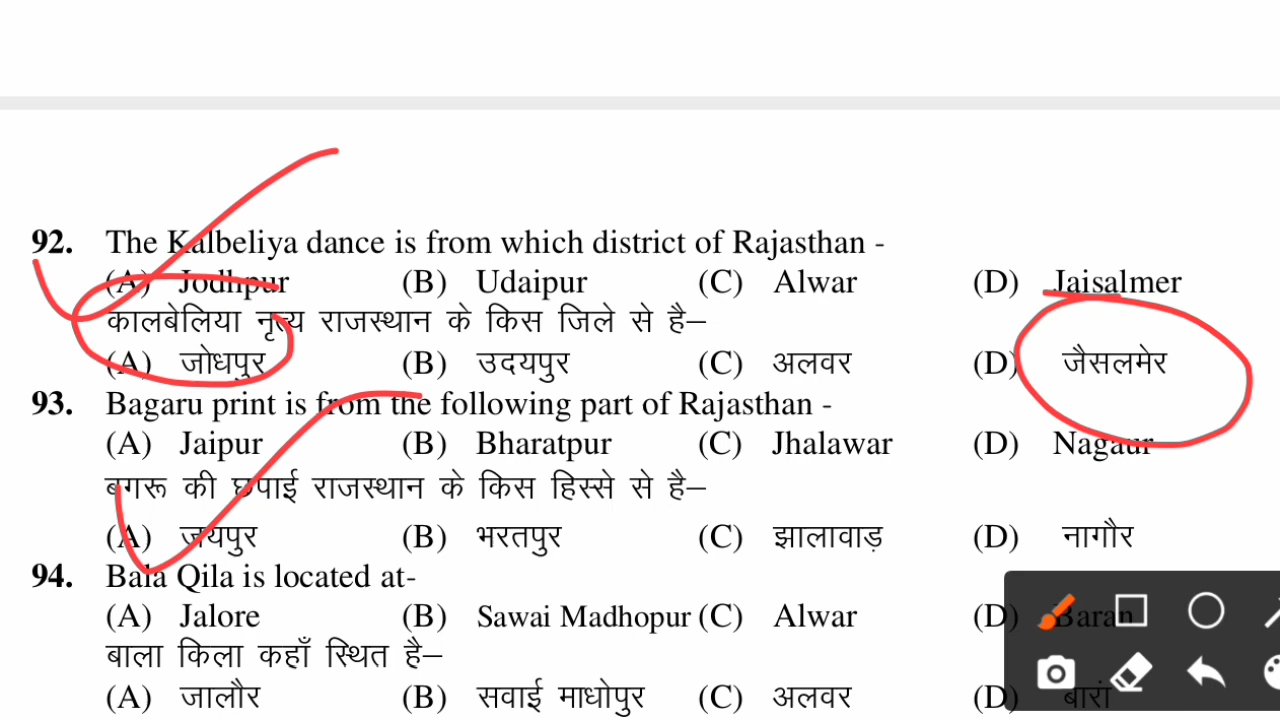 92. The Kalbeliya dance is from which district of Rajasthan -
(A) Jodhpur (B) Udaipur (C) Alwar (D) Jaisalmer
कालबेलिया नृत्य राजस्थान के किस जिले से है–
(A) जोधपुर (B) उदयपुर (C) अलवर (D) जैसलमेर
93. Bagaru print is from the following part of Rajasthan -
(A) Jaipur (B) Bharatpur (C) Jhalawar (D) Nagaur
बगरू की छपाई राजस्थान के किस हिस्से से है–
(A) जयपुर (B) भरतपुर (C) झालावाड़ (D) नागौर
94. Bala Qila is located at-
(A) Jalore (B) Sawai Madhopur (C) Alwar (D) Baran
बाला किला कहाँ स्थित है–
(A) जालौर (B) सवाई माधोपुर (C) अलवर (D) बारां